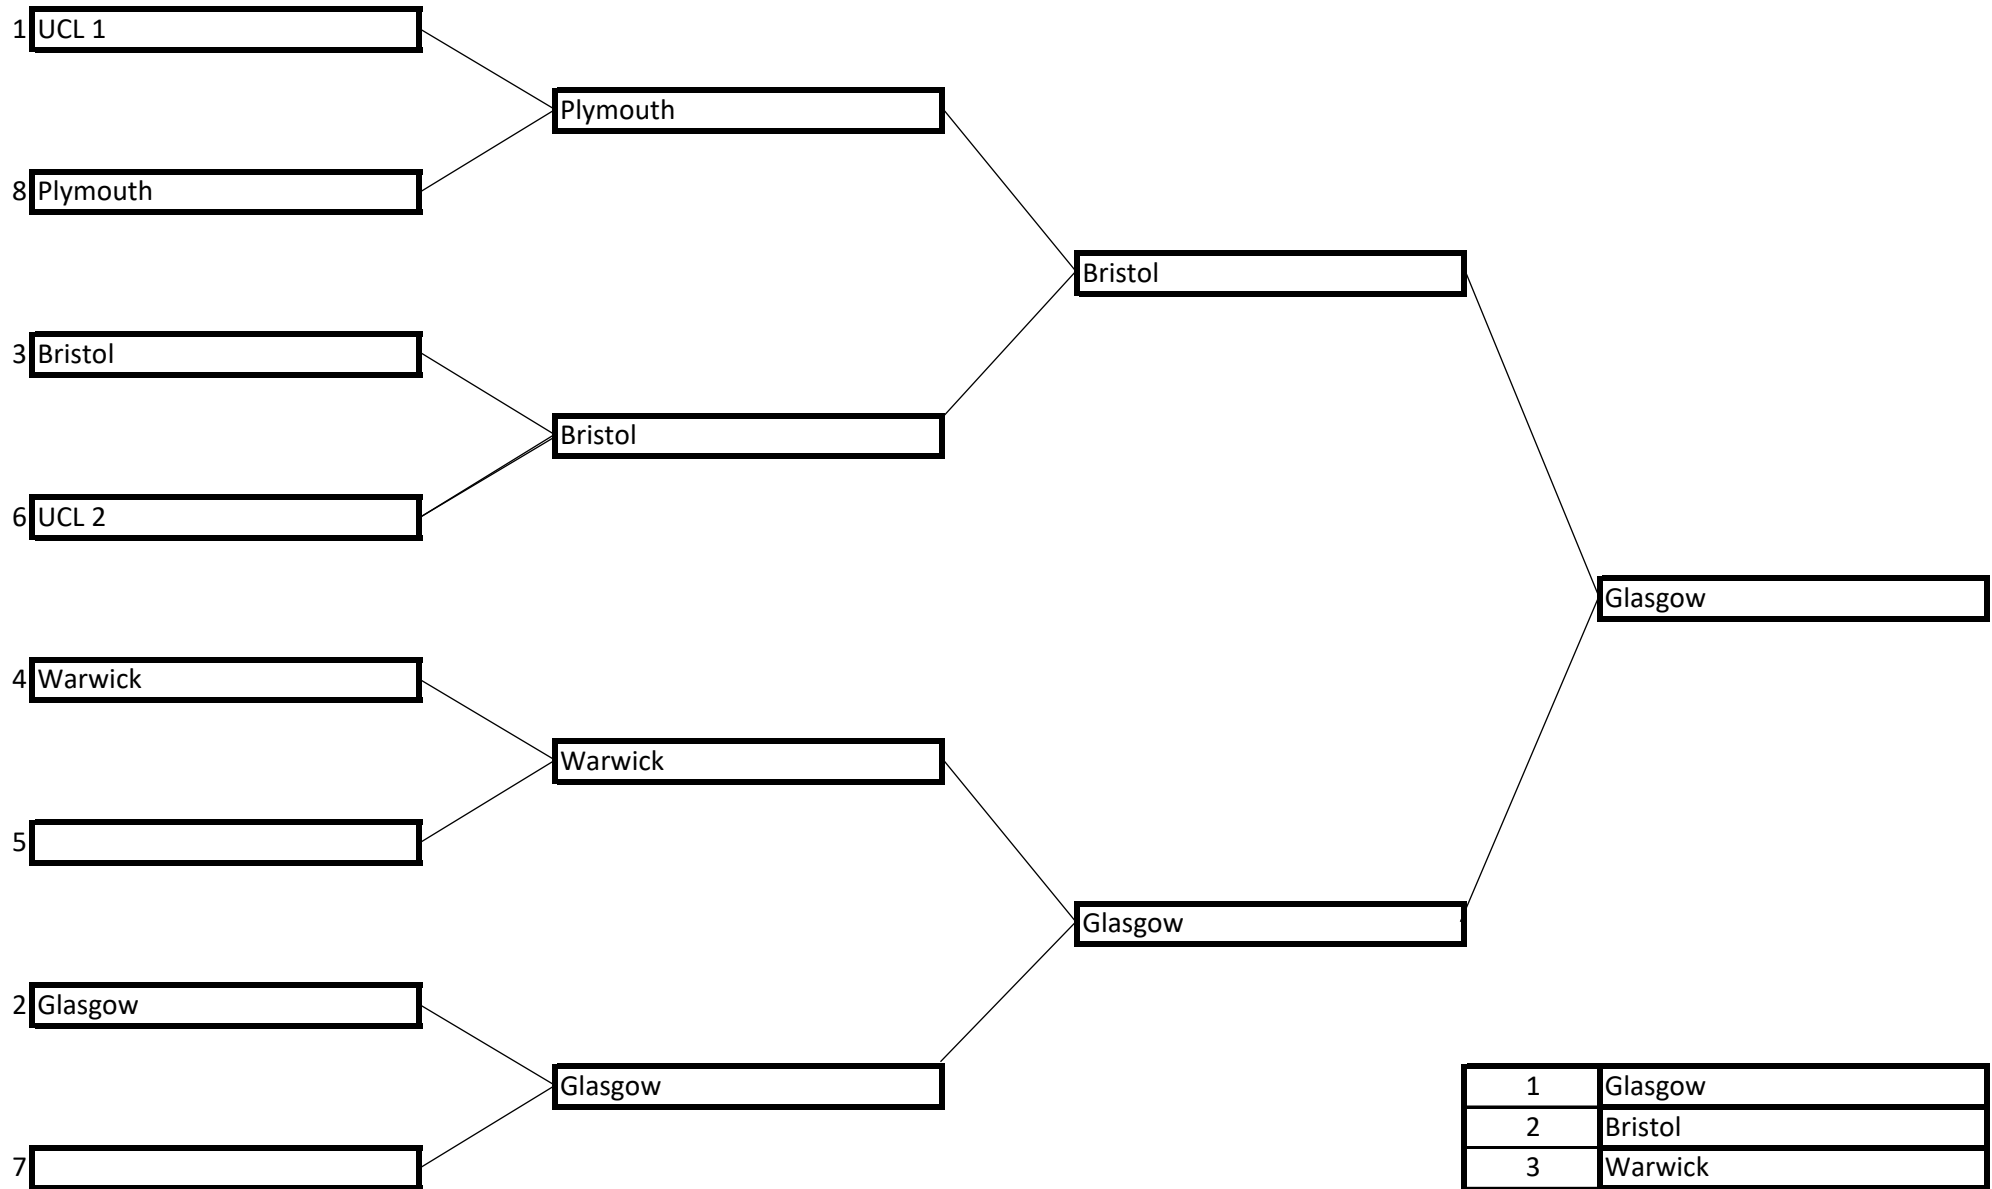 1 UCL 1
Plymouth
8 Plymouth
Bristol
3 Bristol
Bristol
6 UCL 2
Glasgow
4 Warwick
Warwick
5
Glasgow
2 Glasgow
Glasgow
7
1 Glasgow
2 Bristol
3 Warwick